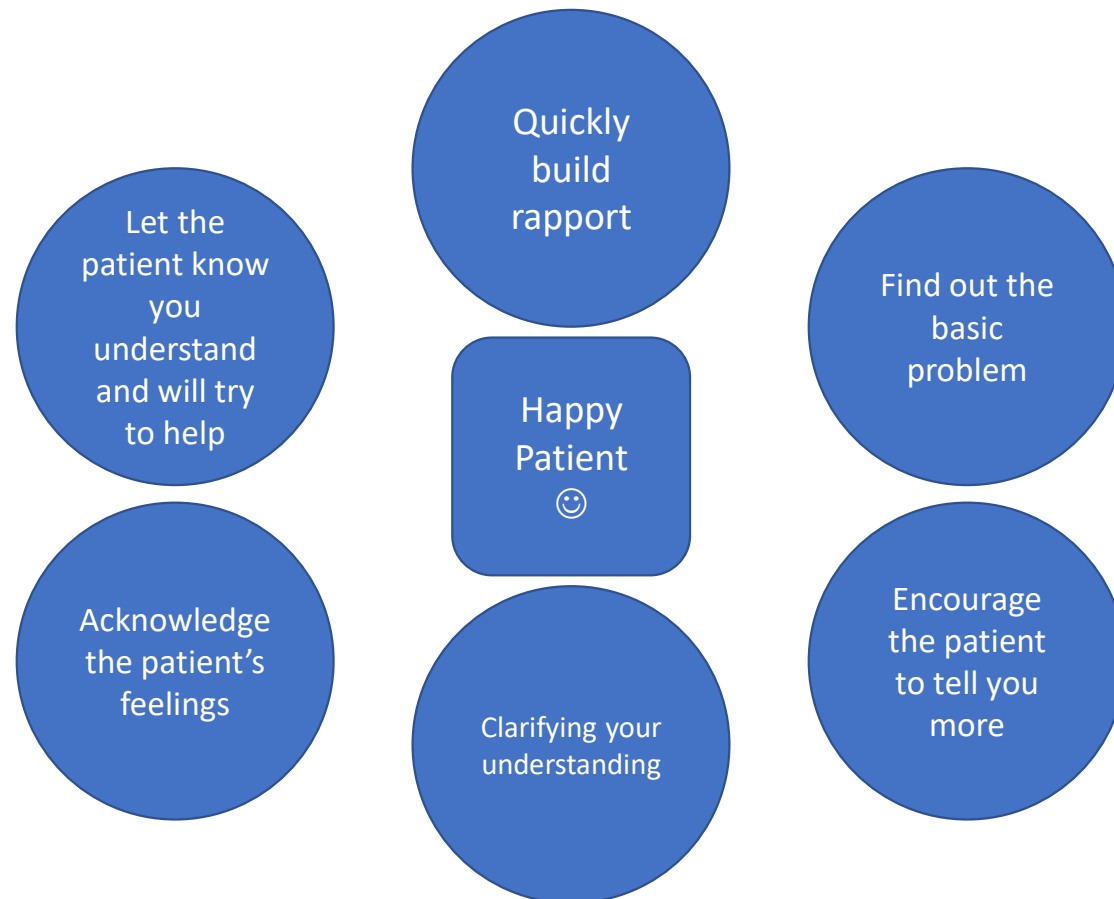 Quickly
build
rapport
Find out the
basic
problem
Encourage
the patient
to tell you
more
Clarifying your
understanding
Acknowledge
the patient’s
feelings
Let the
patient know
you
understand
and will try
to help
Happy
Patient
☺